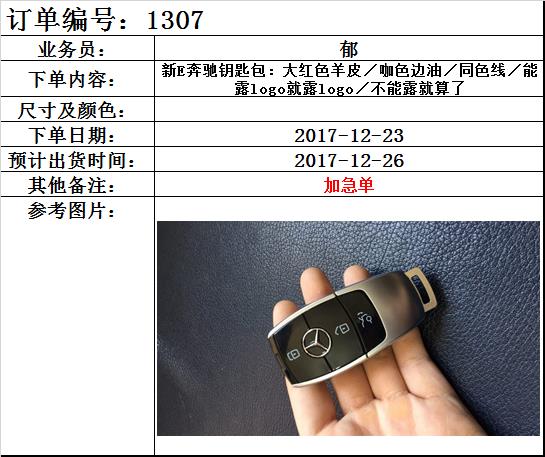 订单编号：1307
业务员：
郁
下单内容：
新E奔驰钥匙包：大红色羊皮／咖色边油／同色线／能
露logo就露logo／不能露就算了
尺寸及颜色：
下单日期：
2017-12-23
预计出货时间：
2017-12-26
其他备注：
加急单
参考图片：